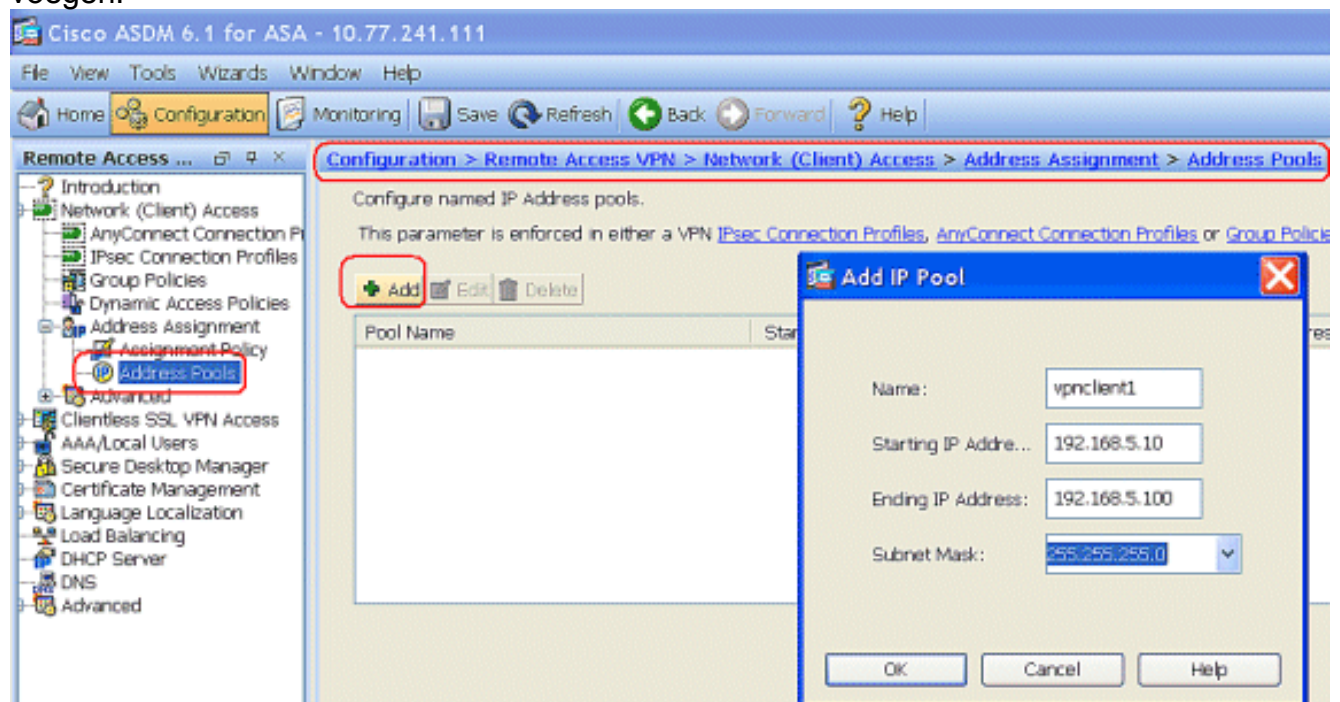 voegen.
Cisco ASDM 6.1 for ASA - 10.77.241.111
File View Tools Wizards Window Help
Home Configuration Monitoring Save Refresh Back Forward Help
Remote Access ...
Configuration > Remote Access VPN > Network (Client) Access > Address Assignment > Address Pools
Introduction
Network (Client) Access
AnyConnect Connection
IPsec Connection Profiles
Group Policies
Dynamic Access Policies
Address Assignment
Assignment Policy
Address Pools
Advanced
Clientless SSL VPN Access
AAA/Local Users
Secure Desktop Manager
Certificate Management
Language Localization
Load Balancing
DHCP Server
DNS
Advanced
Configure named IP Address pools.
This parameter is enforced in either a VPN IPsec Connection Profiles, AnyConnect Connection Profiles or Group
Add Edit Delete
Pool Name
Add IP Pool
Name: vpnclient1
Starting IP Addre... 192.168.5.10
Ending IP Address: 192.168.5.100
Subnet Mask: 255.255.255.0
OK Cancel Help